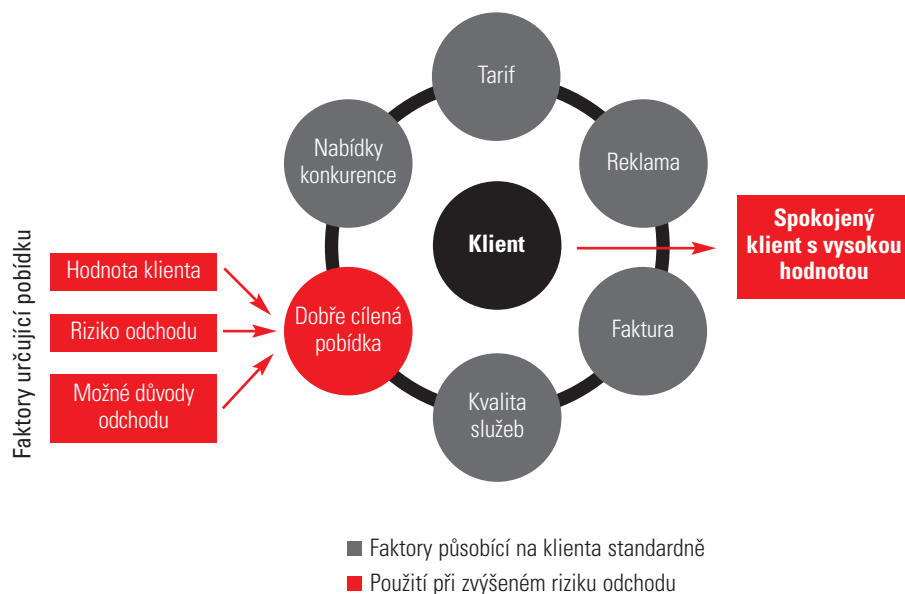 Tarif
Nabídky
konkurence
Reklama
Klient
Spokojený
klient s vysokou
hodnotou
Faktory určující pobídku
Hodnota klienta
Riziko odchodu
Možné důvody
odchodu
Dobře cílená
pobídka
Faktura
Kvalita
služeb
Faktory působící na klienta standardně
Použití při zvýšeném riziku odchodu